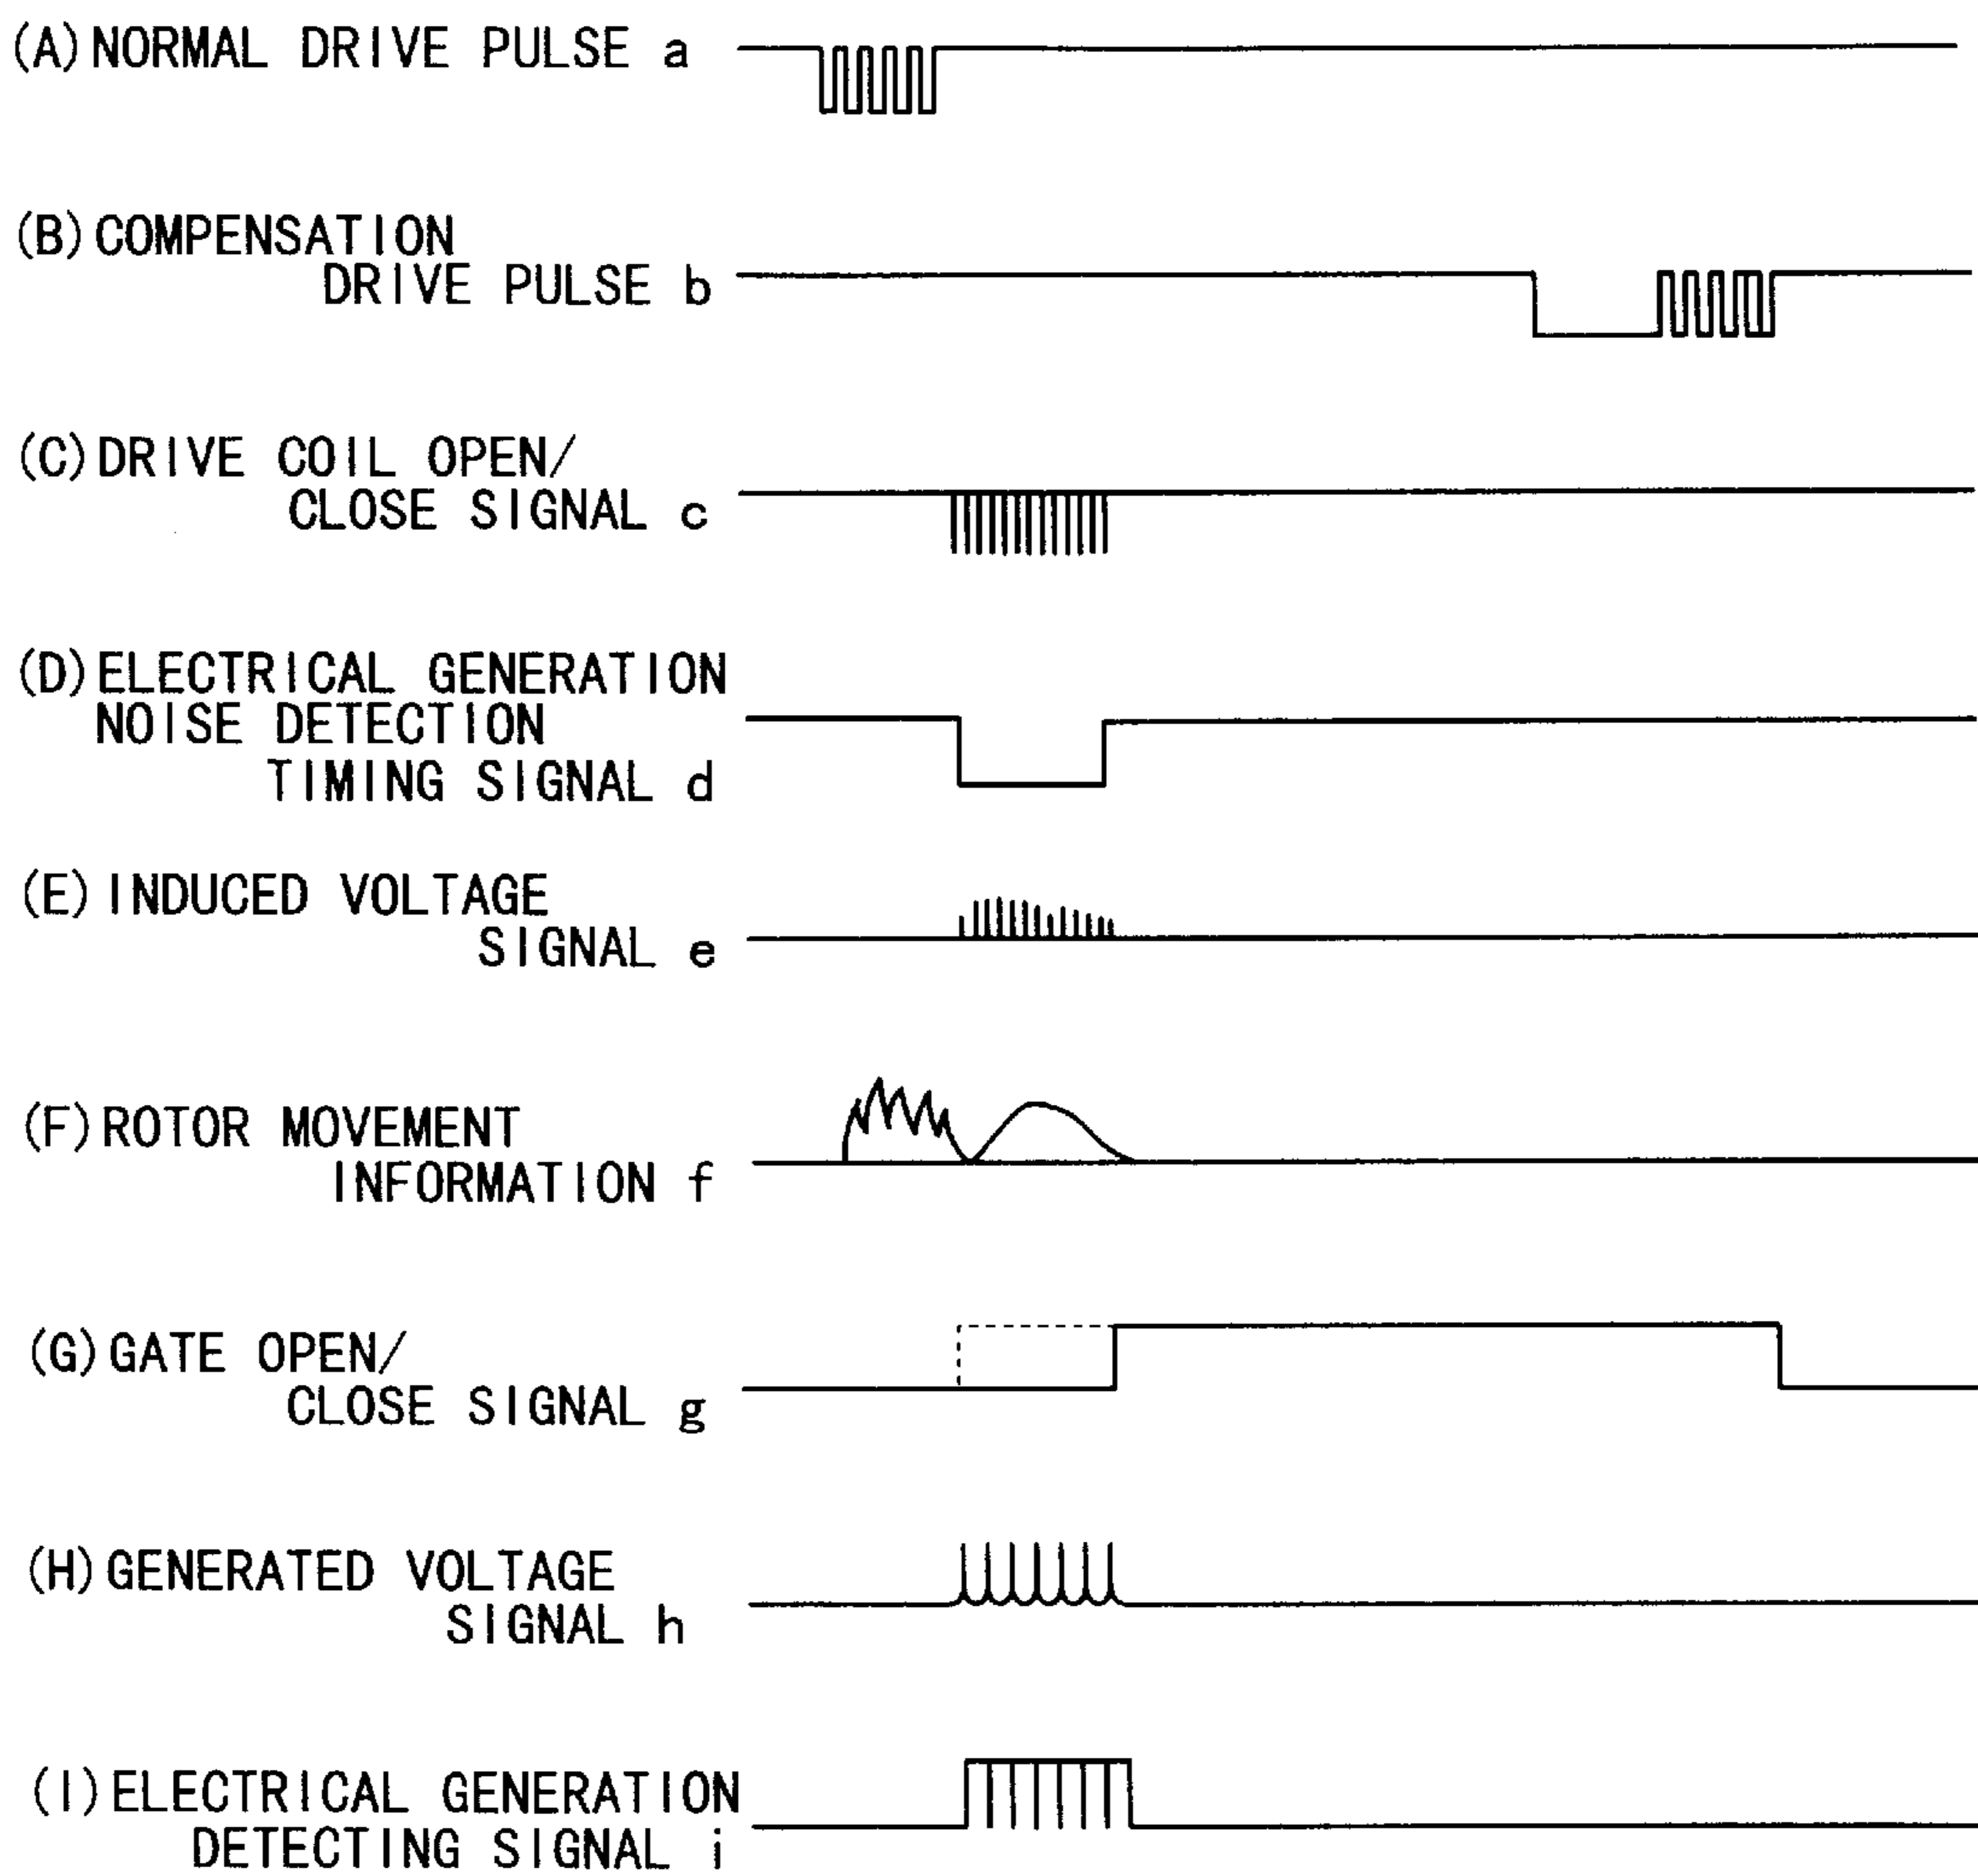 (A) NORMAL DRIVE PULSE a
(B) COMPENSATION
DRIVE PULSE b
(C) DRIVE COIL OPEN/
CLOSE SIGNAL c
(D) ELECTRICAL GENERATION
NOISE DETECTION
TIMING SIGNAL d
(E) INDUCED VOLTAGE
SIGNAL e
(F) ROTOR MOVEMENT
INFORMATION f
(G) GATE OPEN/
CLOSE SIGNAL g
(H) GENERATED VOLTAGE
SIGNAL h
(I) ELECTRICAL GENERATION
DETECTING SIGNAL i